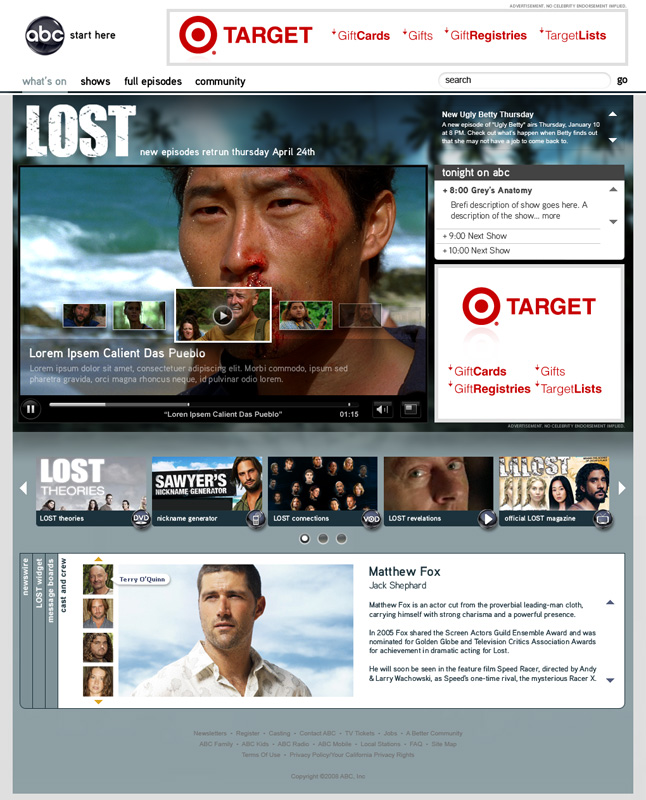 ADVERTISEMENT. NO CELEBRITY ENDORSEMENT IMPLIED.
abc start here
TARGET
GiftCards Gifts GiftRegistries TargetLists
what's on shows full episodes community
search go
LOST
new episodes retrun thursday April 24th
New Ugly Betty Thursday
A new episode of "Ugly Betty" airs Thursday, January 10
at 8 PM. Check out what's happen when Betty finds out
that she may not have a job to come back to.
tonight on abc
+ 8:00 Grey's Anatomy
Brefi description of show goes here. A
description of the show... more
+ 9:00 Next Show
+ 10:00 Next Show
TARGET
GiftCards Gifts
GiftRegistries TargetLists
ADVERTISEMENT. NO CELEBRITY ENDORSEMENT IMPLIED.
Lorem Ipsem Calient Das Pueblo
Lorem ipsum dolor sit amet, consectetuer adipiscing elit. Morbi commodo, ipsum sed
pharetra gravida, orci magna rhoncus neque, id pulvinar odio lorem.
"Loren Ipsem Calient Das Pueblo" 01:15
LOST
THEORIES
LOST theories DVD
SAWYER'S
NICKNAME GENERATOR
nickname generator
LOST connections VOD
LOST revelations
LOST
official LOST magazine
newswire
LOST widget
message boards
cast and crew
Terry O'Quinn
Matthew Fox
Jack Shephard
Matthew Fox is an actor cut from the proverbial leading-man cloth,
carrying himself with strong charisma and a powerful presence.
In 2005 Fox shared the Screen Actors Guild Ensemble Award and was
nominated for Golden Globe and Television Critics Association Awards
for achievement in dramatic acting for Lost.
He will soon be seen in the feature film Speed Racer, directed by Andy
& Larry Wachowski, as Speed's one-time rival, the mysterious Racer X.
Newsletters • Register • Casting • Contact ABC • TV Tickets • Jobs • A Better Community
ABC Family • ABC Kids • ABC Radio • ABC Mobile • Local Stations • FAQ • Site Map
Terms Of Use • Privacy Policy/Your California Privacy Rights
Copyright ©2008 ABC, Inc